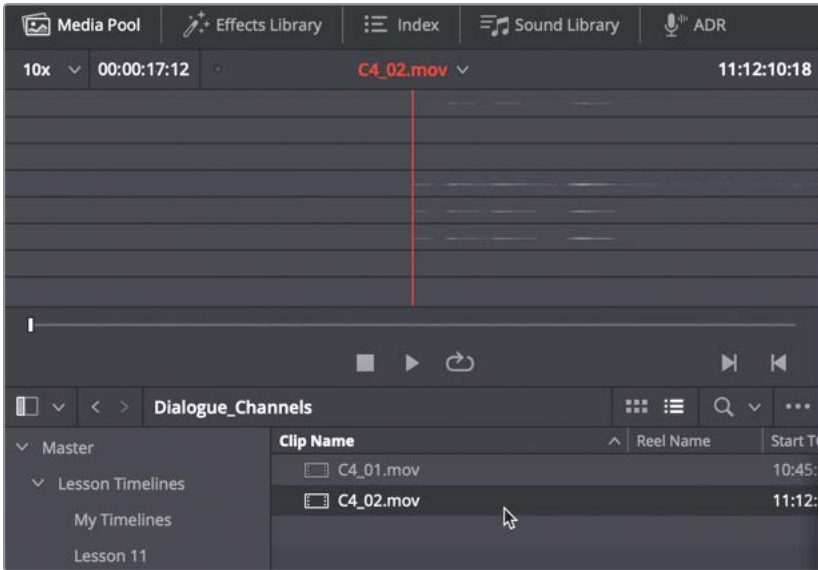 Media Pool Effects Library Index Sound Library ADR
10x 00:00:17:12 C4_02.mov 11:12:10:18
Dialogue_Channels
Clip Name Reel Name Start
Master
C4_01.mov 10:45:
Lesson Timelines
C4_02.mov 11:12:
My Timelines
Lesson 11